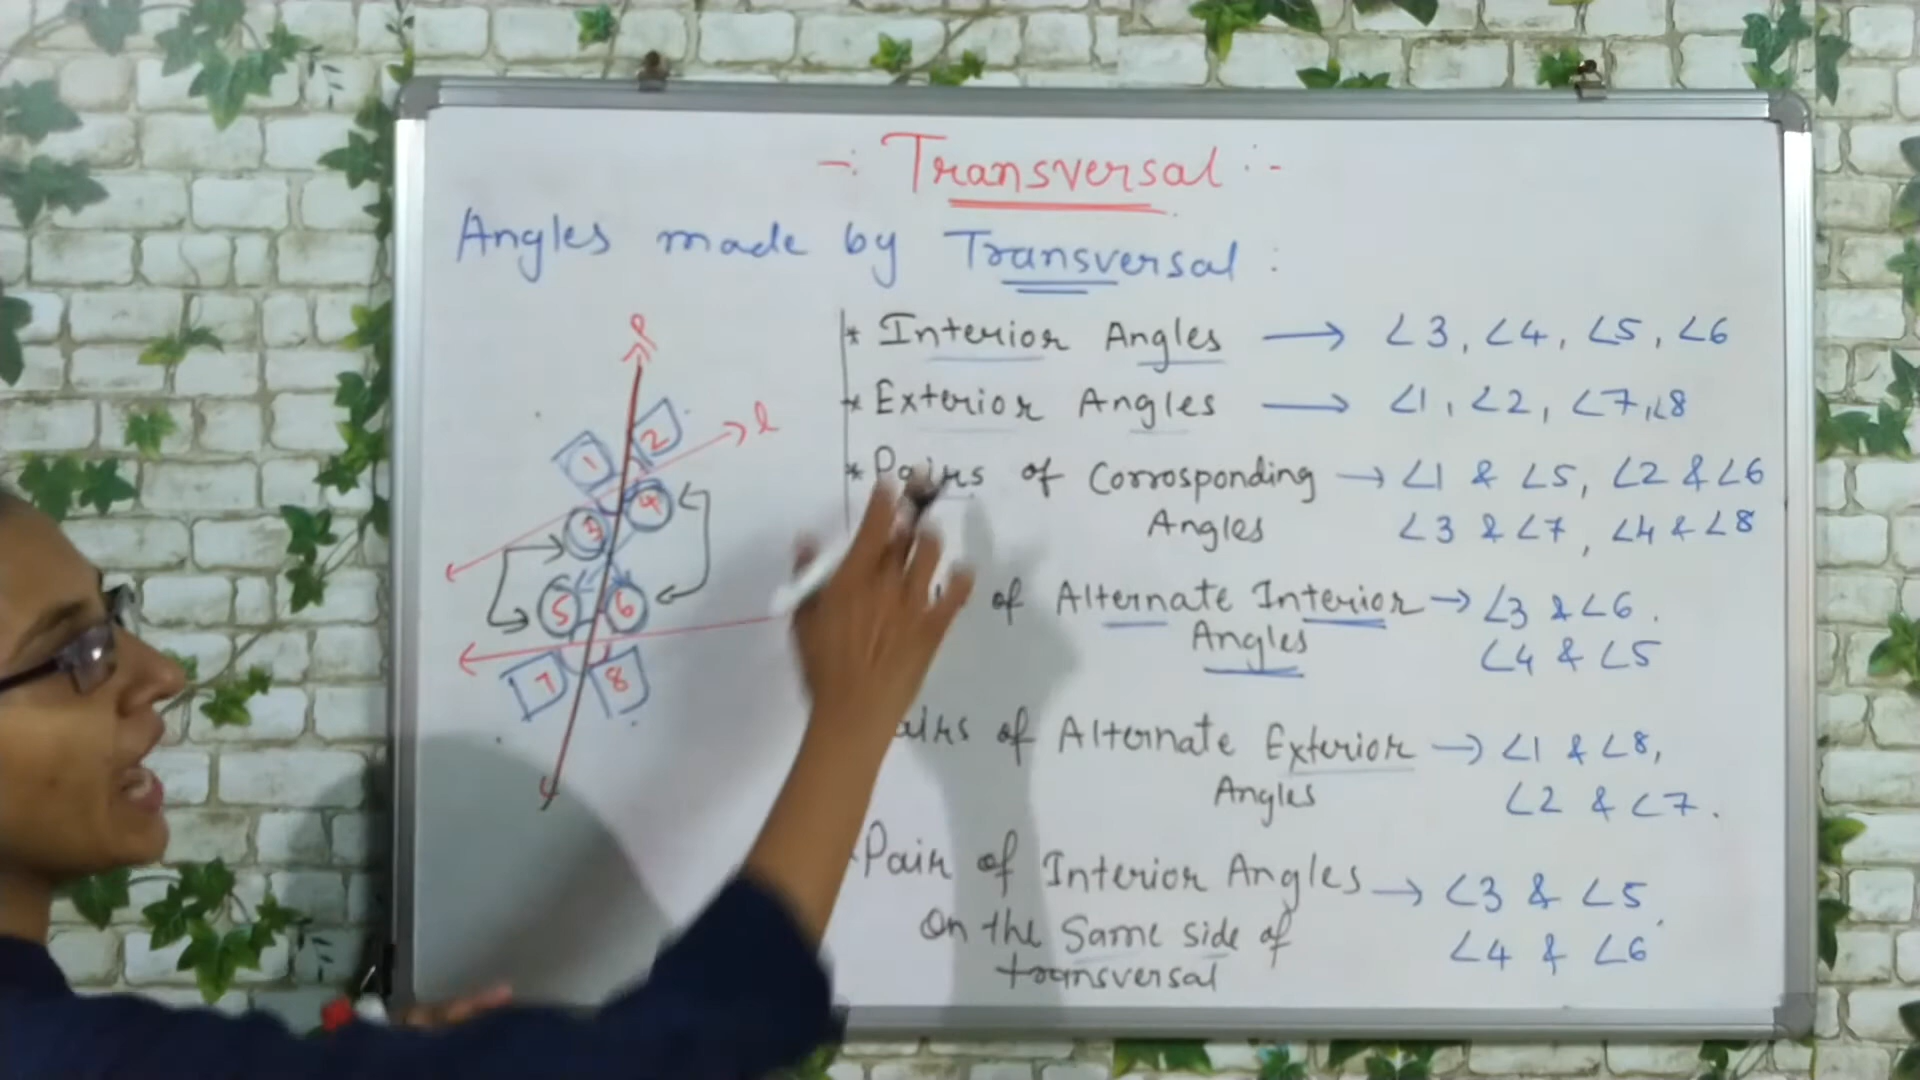 -: Transversal :-
Angles made by Transversal :
l
1 2
3 4
5 6
7 8
* Interior Angles → ∠3, ∠4, ∠5, ∠6
* Exterior Angles → ∠1, ∠2, ∠7, ∠8
* Pairs of Corrosponding → ∠1 & ∠5, ∠2 & ∠6
Angles ∠3 & ∠7, ∠4 & ∠8
of Alternate Interior → ∠3 & ∠6.
Angles ∠4 & ∠5
of Alternate Exterior → ∠1 & ∠8,
Angles ∠2 & ∠7.
Pair of Interior Angles → ∠3 & ∠5,
On the Same side of ∠4 & ∠6
transversal